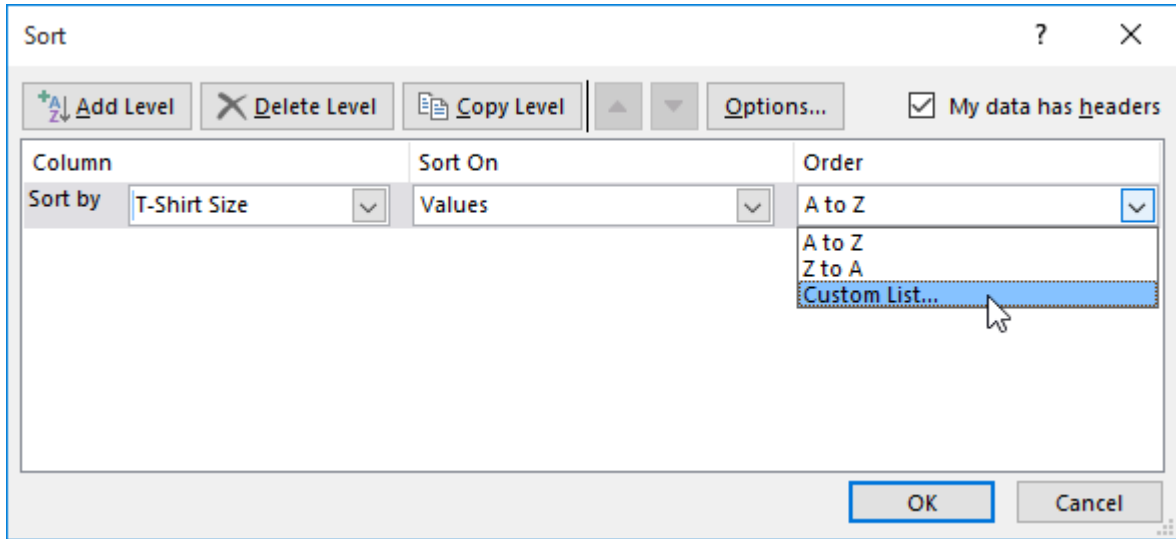 Sort ?
Add Level Delete Level Copy Level Options... My data has headers
Column Sort On Order
Sort by T-Shirt Size Values A to Z
A to Z
Z to A
Custom List...
OK Cancel